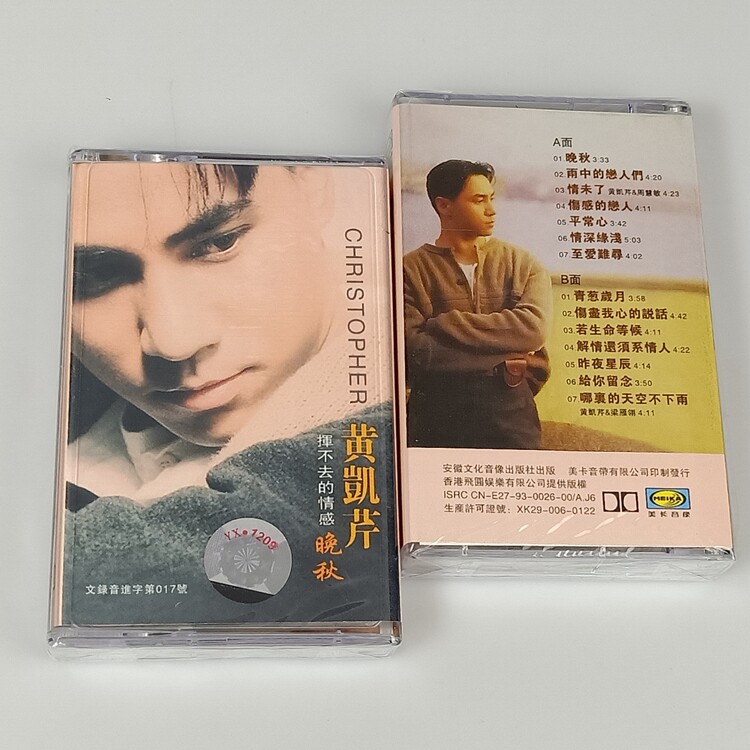 CHRISTOPHER
黄凱芹
揮不去的情感
晚秋
YX●1209
文錄音進字第017號
A面
01.晚秋 3:33
02.雨中的戀人們 4:20
03.情未了 黃凱芹&周慧敏 4:23
04.傷感的戀人 4:11
05.平常心 3:42
06.情深緣淺 5:03
07.至愛難尋 4:02
B面
01.青葱歲月 3:58
02.傷盡我心的説話 4:42
03.若生命等候 4:11
04.解情還須系情人 4:22
05.昨夜星辰 4:14
06.給你留念 3:50
07.哪裏的天空不下雨
黃凱芹&梁雁翎 4:11
安徽文化音像出版社出版 美卡音帶有限公司印制發行
香港飛圓娱樂有限公司提供版權
ISRC CN-E27-93-0026-00/A.J6
生産許可證號：XK29-006-0122
MEIKA
美卡音像